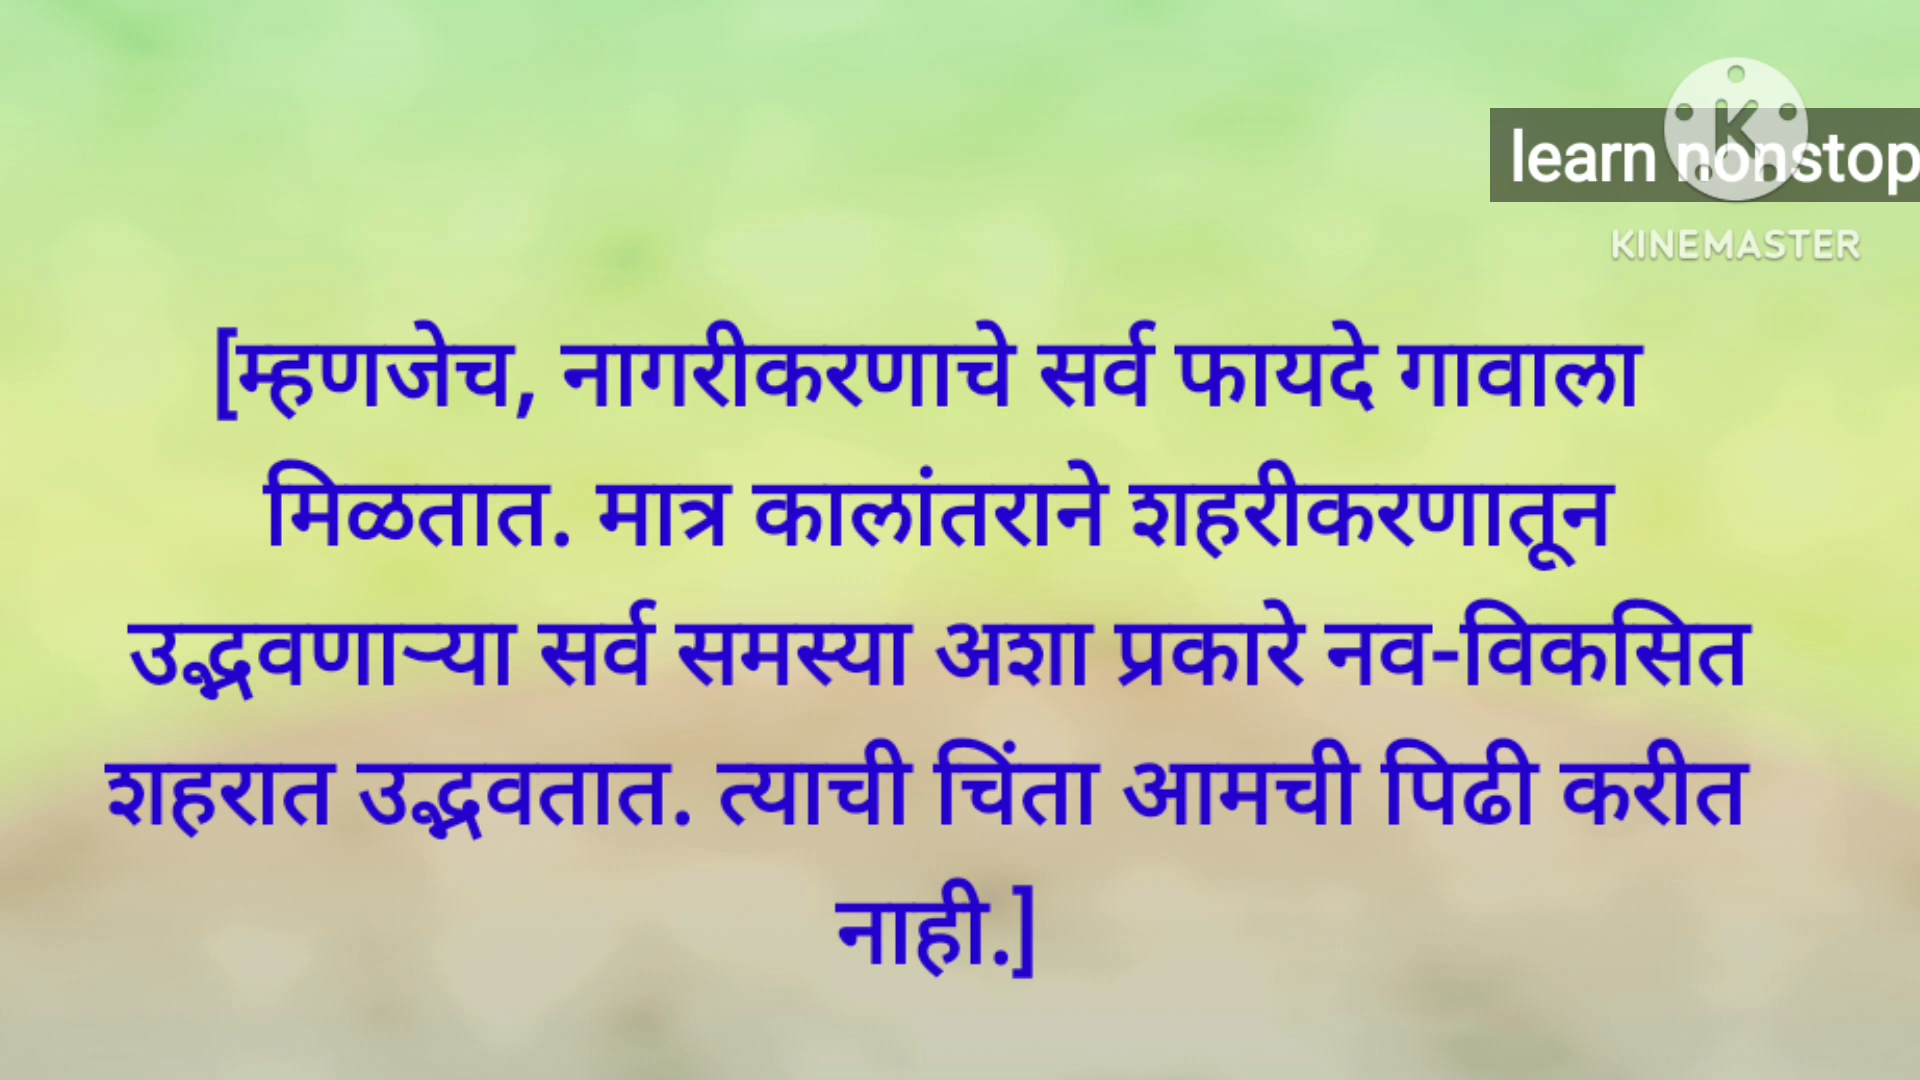 learn nonstop
KINEMASTER
[म्हणजेच, नागरीकरणाचे सर्व फायदे गावाला
मिळतात. मात्र कालांतराने शहरीकरणातून
उद्भवणाऱ्या सर्व समस्या अशा प्रकारे नव-विकसित
शहरात उद्भवतात. त्याची चिंता आमची पिढी करीत
नाही.]